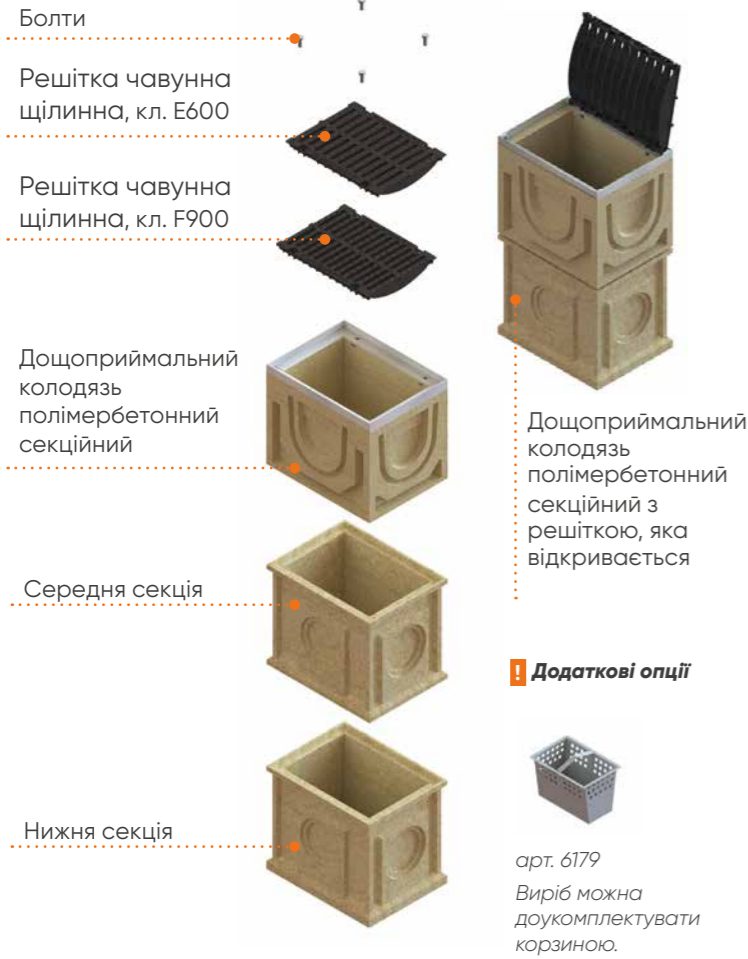 Болти
Решітка чавунна
щілинна, кл. E600
Решітка чавунна
щілинна, кл. F900
Дощоприймальний
колодязь
полімербетонний
секційний
Середня секція
Нижня секція
Дощоприймальний
колодязь
полімербетонний
секційний з
решіткою, яка
відкривається
! Додаткові опції
арт. 6179
Виріб можна
доукомплектувати
корзиною.